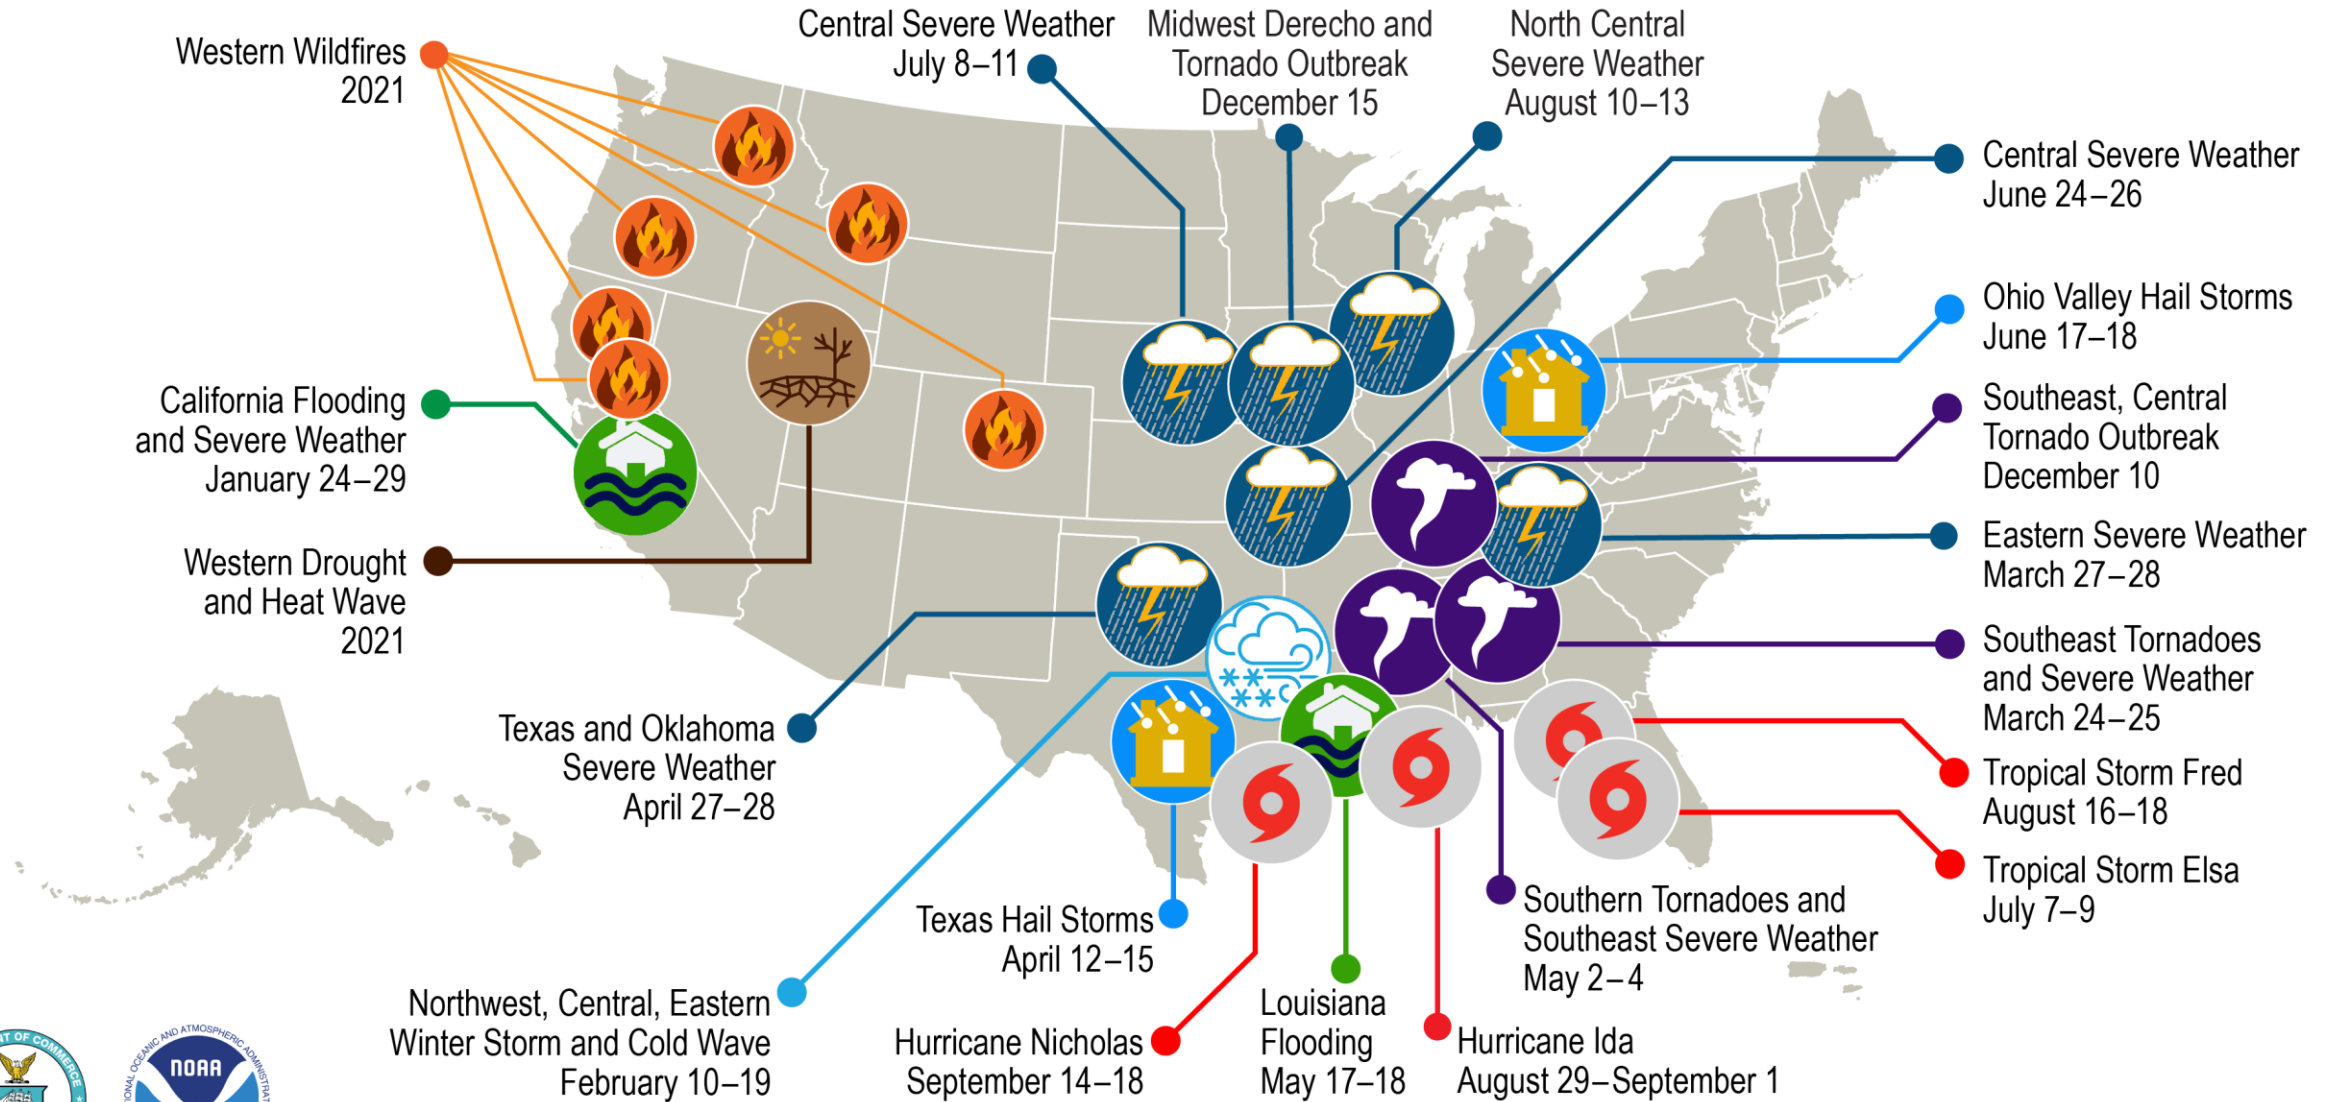 Western Wildfires
2021
Central Severe Weather
July 8–11
Midwest Derecho and
Tornado Outbreak
December 15
North Central
Severe Weather
August 10–13
Central Severe Weather
June 24–26
Ohio Valley Hail Storms
June 17–18
Southeast, Central
Tornado Outbreak
December 10
Eastern Severe Weather
March 27–28
Southeast Tornadoes
and Severe Weather
March 24–25
Tropical Storm Fred
August 16–18
Tropical Storm Elsa
July 7–9
California Flooding
and Severe Weather
January 24–29
Western Drought
and Heat Wave
2021
Texas and Oklahoma
Severe Weather
April 27–28
Texas Hail Storms
April 12–15
Southern Tornadoes and
Southeast Severe Weather
May 2–4
Northwest, Central, Eastern
Winter Storm and Cold Wave
February 10–19
Hurricane Nicholas
September 14–18
Louisiana
Flooding
May 17–18
Hurricane Ida
August 29–September 1
OF COMMERCE
OCEANIC AND ATMOSPHERIC
NOAA